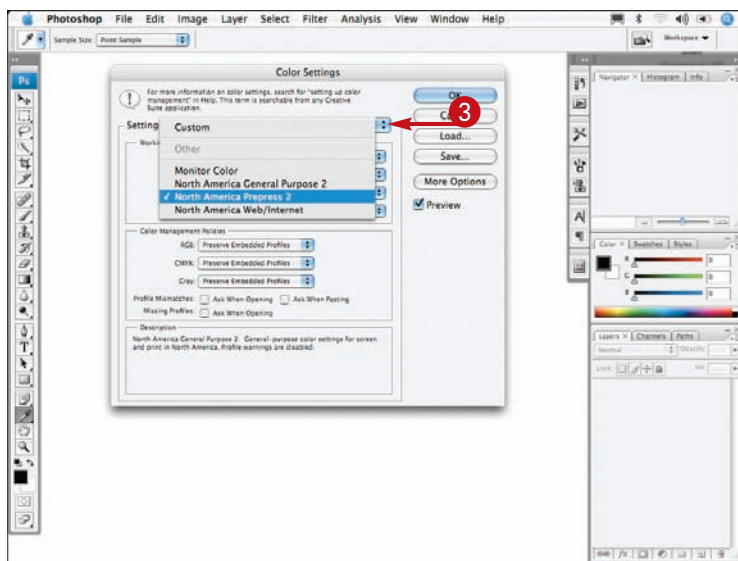 Photoshop File Edit Image Layer Select Filter Analysis View Window Help
Sample Size: Point Sample
Workspace
Ps
Color Settings
For more information on color settings, search for "setting up color
management" in Help. This term is searchable from any Creative
Suite application.
OK
3
Load...
Save...
More Options
Preview
Setting
Custom
Other
Monitor Color
North America General Purpose 2
✓ North America Prepress 2
North America Web/Internet
Color Management Policies
RGB: Preserve Embedded Profiles
CMYK: Preserve Embedded Profiles
Gray: Preserve Embedded Profiles
Profile Mismatches: Ask When Opening Ask When Pasting
Missing Profiles: Ask When Opening
Description
North America General Purpose 2: General-purpose color settings for screen
and print in North America. Profile warnings are disabled.
Navigator × Histogram Info
Color × Swatches Styles
R 0
G 0
B 0
Layers × Channels Paths
Normal Opacity:
Lock: Fill: